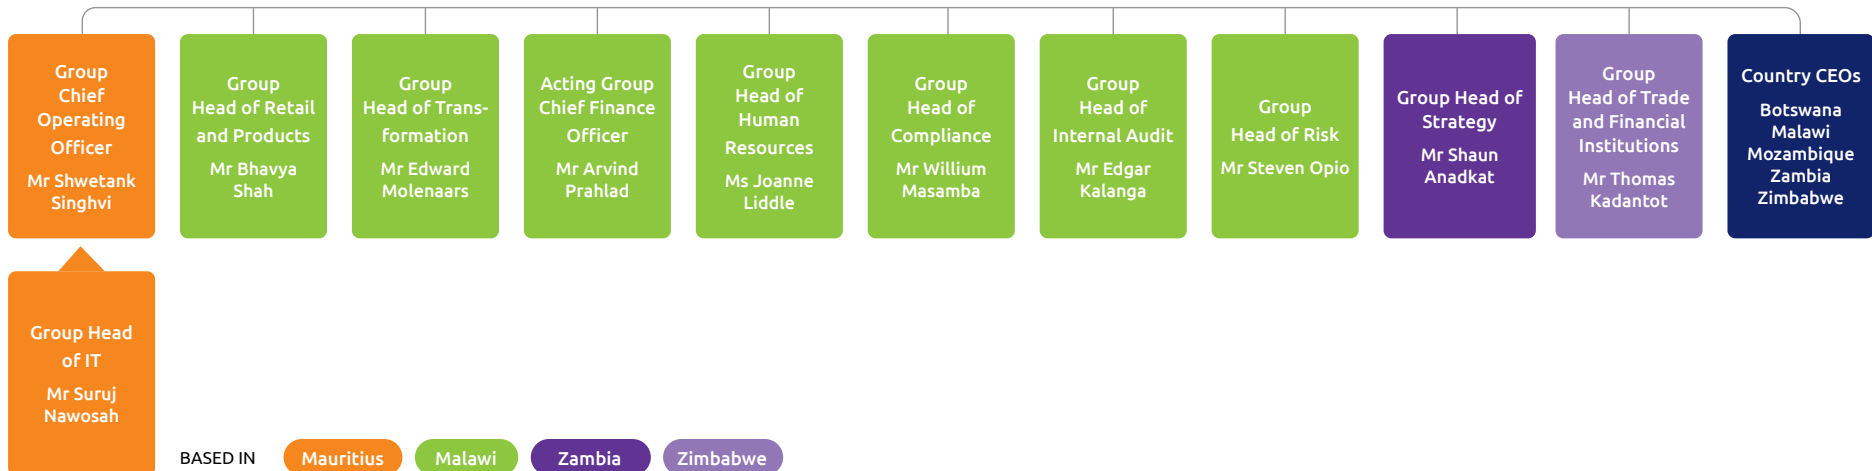 Group
Chief
Operating
Officer
Mr Shwetank
Singhvi
Group
Head of Retail
and Products
Mr Bhavya
Shah
Group
Head of Trans-
formation
Mr Edward
Molenaars
Acting Group
Chief Finance
Officer
Mr Arvind
Prahlad
Group
Head of
Human
Resources
Ms Joanne
Liddle
Group
Head of
Compliance
Mr Willium
Masamba
Group
Head of
Internal Audit
Mr Edgar
Kalanga
Group
Head of Risk
Mr Steven Opio
Group Head of
Strategy
Mr Shaun
Anadkat
Group
Head of Trade
and Financial
Institutions
Mr Thomas
Kadantot
Country CEOs
Botswana
Malawi
Mozambique
Zambia
Zimbabwe
Group Head
of IT
Mr Suruj
Nawosah
BASED IN Mauritius Malawi Zambia Zimbabwe